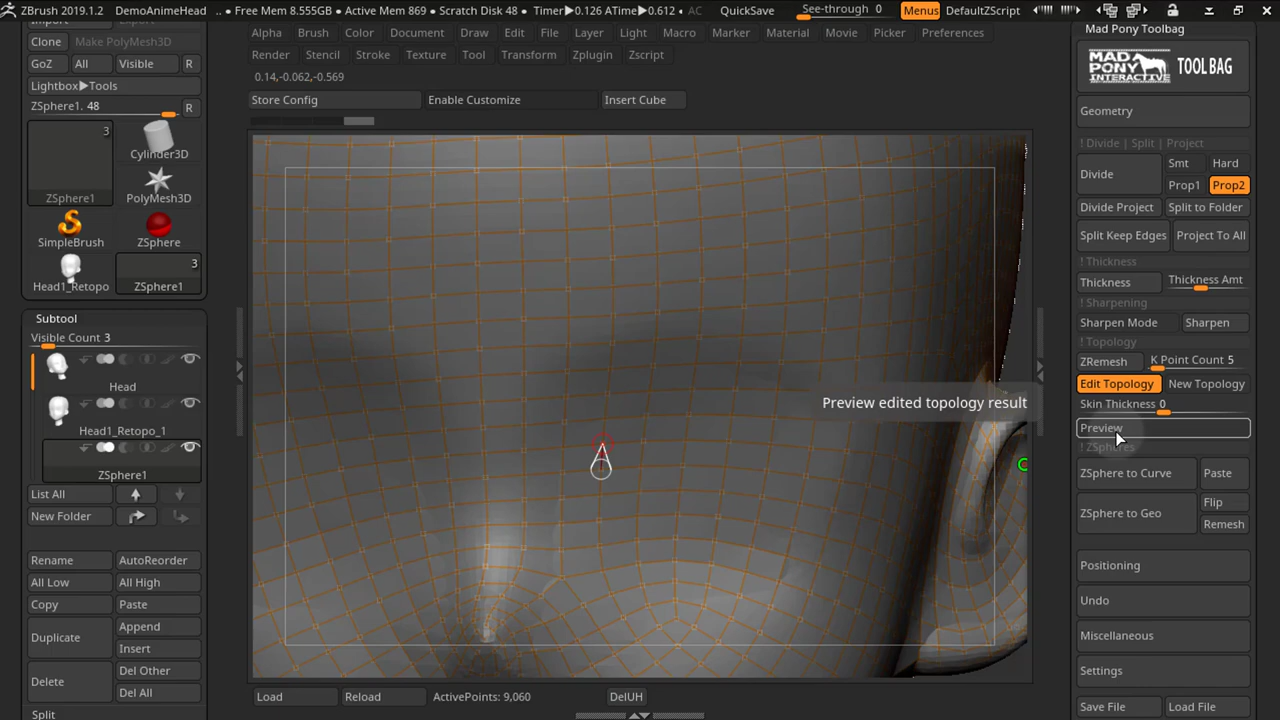 ZBrush 2019.1.2 DemoAnimeHead .. • Free Mem 8.555GB • Active Mem 869 • Scratch Disk 48 • Timer▶0.126 ATime▶0.612 AC QuickSave See-through 0 Menus DefaultZScript
Import
Clone Make PolyMesh3D
GoZ All Visible R
Lightbox▶Tools
ZSphere1. 48 R
3
Cylinder3D
ZSphere1 PolyMesh3D
SimpleBrush ZSphere
3
Head1_Retopo ZSphere1
Subtool
Visible Count 3
Head
Head1_Retopo_1
ZSphere1
List All
New Folder
Rename AutoReorder
All Low All High
Copy Paste
Duplicate Append
Insert
Delete Del Other
Del All
Split
Alpha Brush Color Document Draw Edit File Layer Light Macro Marker Material Movie Picker Preferences
Render Stencil Stroke Texture Tool Transform Zplugin Zscript
0.14,-0.062,-0.569
Store Config Enable Customize Insert Cube
Preview edited topology result
Load Reload ActivePoints: 9,060 DelUH
Mad Pony Toolbag
MAD PONY INTERACTIVE TOOL BAG
Geometry
! Divide | Split | Project
Divide Smt Hard
Prop1 Prop2
Divide Project Split to Folder
Split Keep Edges Project To All
! Thickness
Thickness Thickness Amt
! Sharpening
Sharpen Mode Sharpen
! Topology
ZRemesh K Point Count 5
Edit Topology New Topology
Skin Thickness 0
Preview
! ZSpheres
ZSphere to Curve Paste
ZSphere to Geo Flip
Remesh
Positioning
Undo
Miscellaneous
Settings
Save File Load File